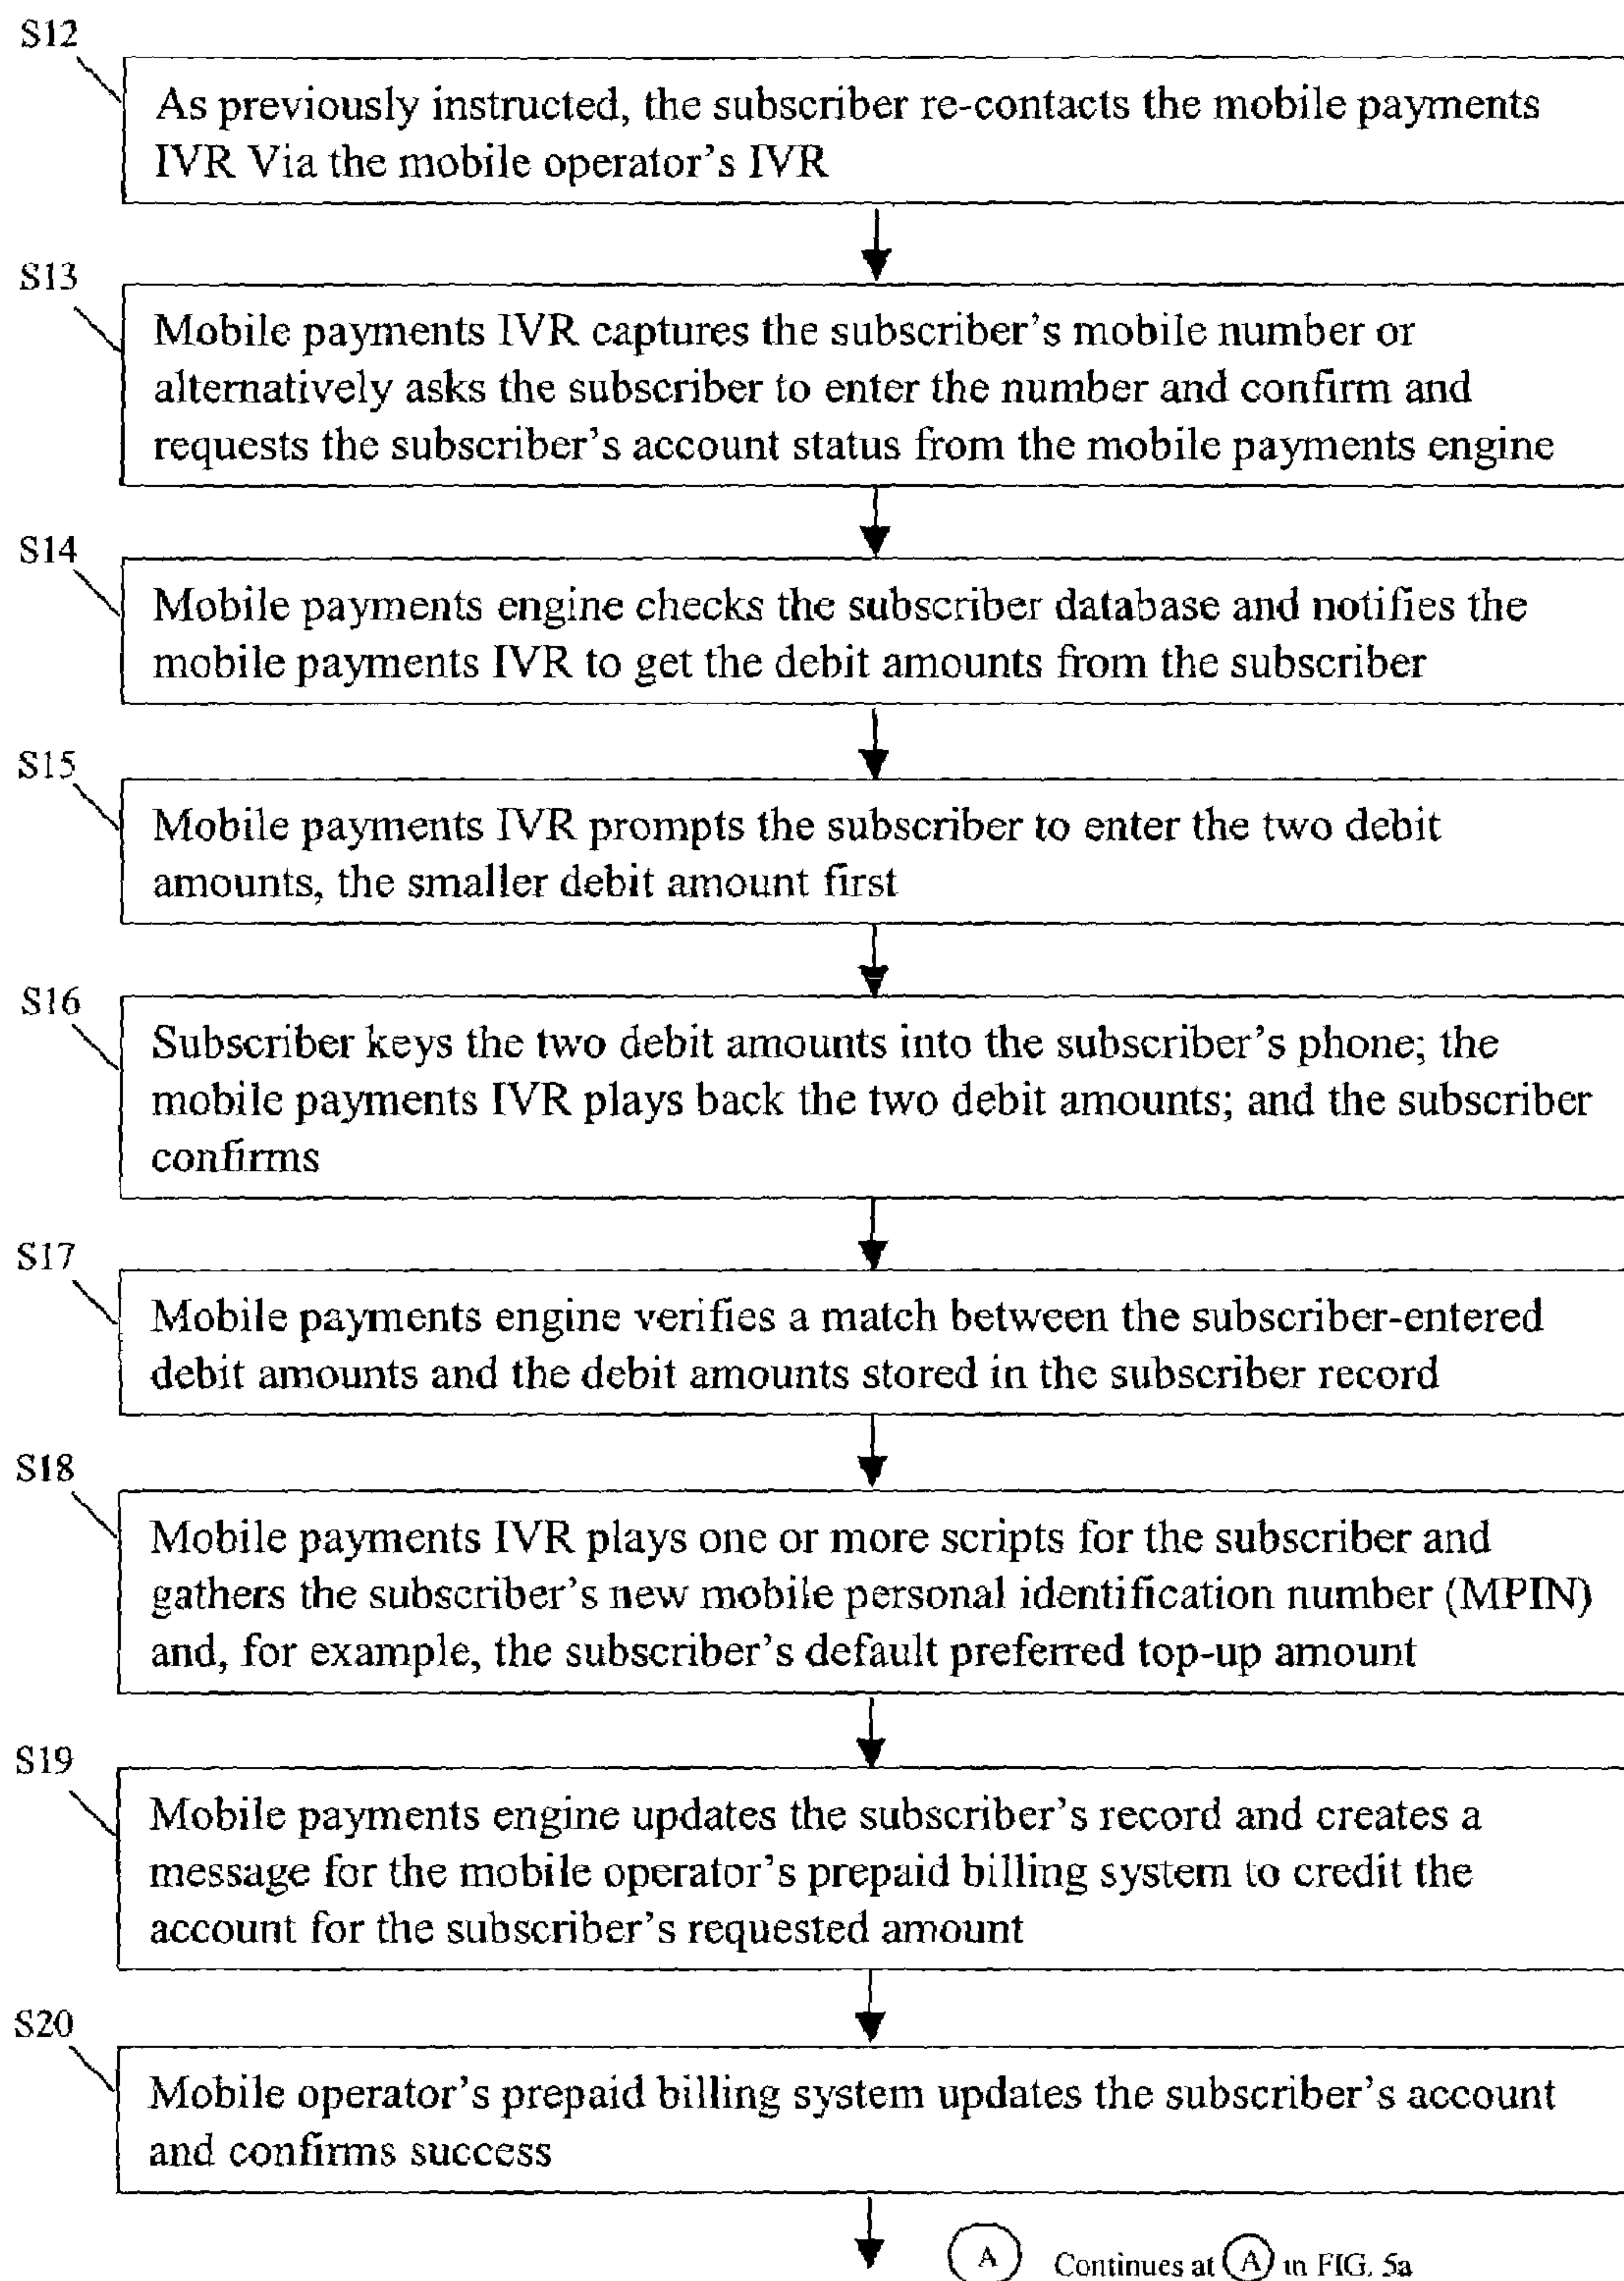 S12
As previously instructed, the subscriber re-contacts the mobile payments
IVR Via the mobile operator's IVR
S13
Mobile payments IVR captures the subscriber's mobile number or
alternatively asks the subscriber to enter the number and confirm and
requests the subscriber's account status from the mobile payments engine
S14
Mobile payments engine checks the subscriber database and notifies the
mobile payments IVR to get the debit amounts from the subscriber
S15
Mobile payments IVR prompts the subscriber to enter the two debit
amounts, the smaller debit amount first
S16
Subscriber keys the two debit amounts into the subscriber's phone; the
mobile payments IVR plays back the two debit amounts; and the subscriber
confirms
S17
Mobile payments engine verifies a match between the subscriber-entered
debit amounts and the debit amounts stored in the subscriber record
S18
Mobile payments IVR plays one or more scripts for the subscriber and
gathers the subscriber's new mobile personal identification number (MPIN)
and, for example, the subscriber's default preferred top-up amount
S19
Mobile payments engine updates the subscriber's record and creates a
message for the mobile operator's prepaid billing system to credit the
account for the subscriber's requested amount
S20
Mobile operator's prepaid billing system updates the subscriber's account
and confirms success
A Continues at A in FIG. 5a